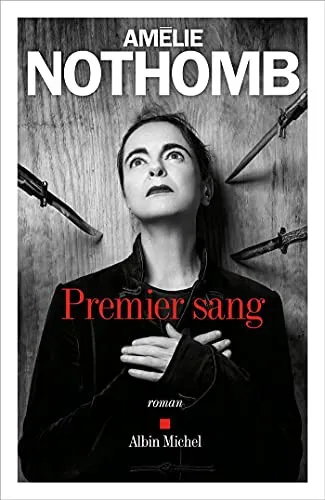 AMÉLIE
NOTHOMB
Premier sang
roman
Albin Michel